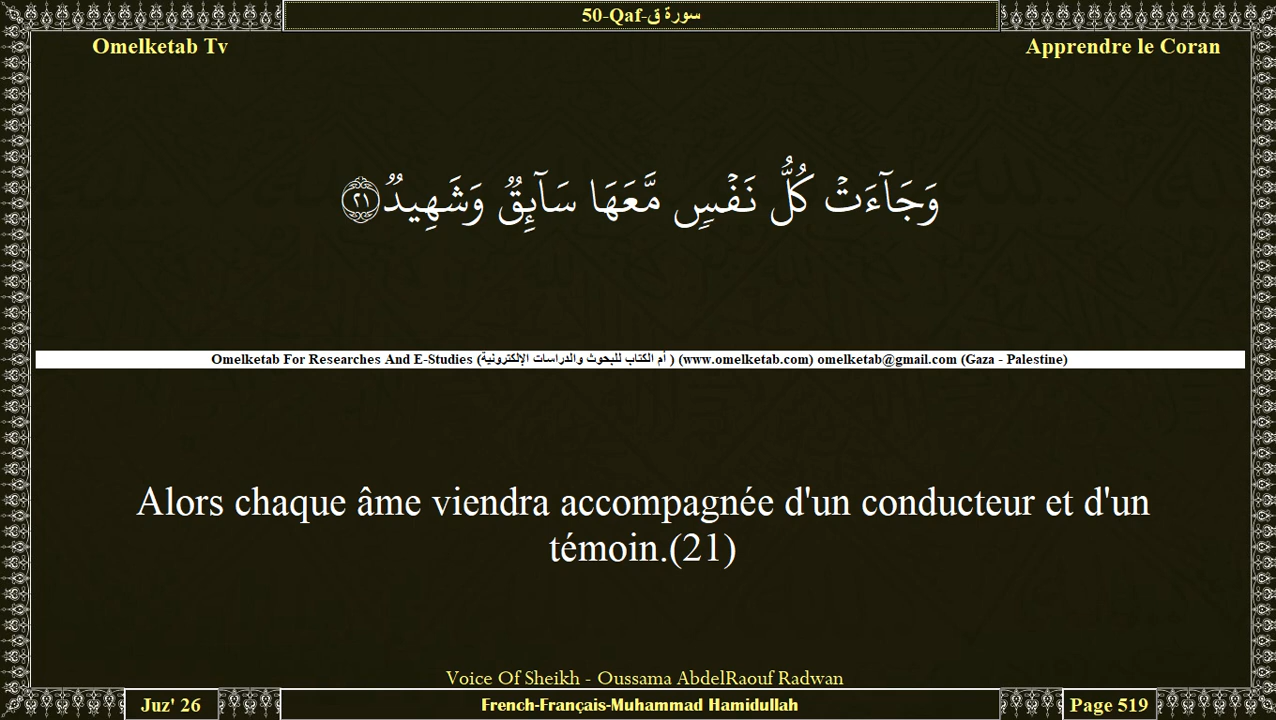 50-Qaf-سورة ق
Omelketab Tv
Apprendre le Coran
وَجَآءَتْ كُلُّ نَفْسٍ مَّعَهَا سَآئِقٌ وَشَهِيدٌ ٢١
Omelketab For Researches And E-Studies (أم الكتاب للبحوث والدراسات الإلكترونية ) (www.omelketab.com) omelketab@gmail.com (Gaza - Palestine)
Alors chaque âme viendra accompagnée d'un conducteur et d'un
témoin.(21)
Voice Of Sheikh - Oussama AbdelRaouf Radwan
Juz' 26
French-Français-Muhammad Hamidullah
Page 519